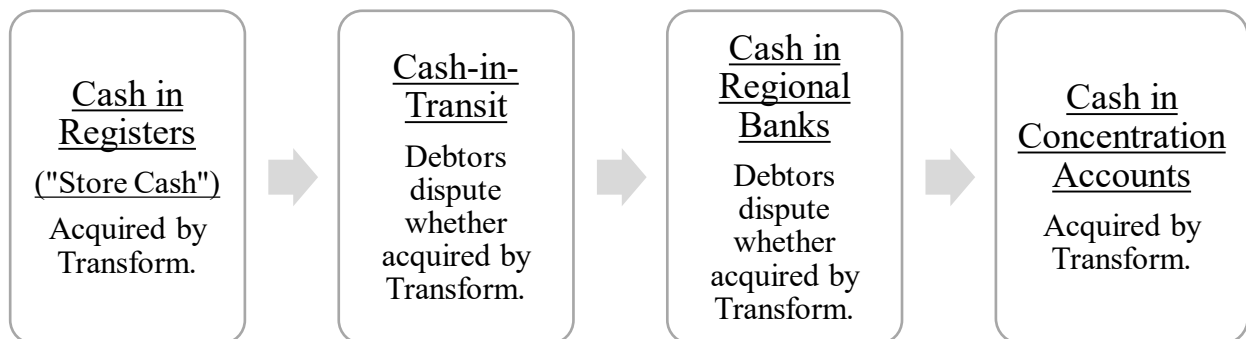 Cash in
Registers
("Store Cash")
Acquired by
Transform.
Cash-in-
Transit
Debtors
dispute
whether
acquired by
Transform.
Cash in
Regional
Banks
Debtors
dispute
whether
acquired by
Transform.
Cash in
Concentration
Accounts
Acquired by
Transform.